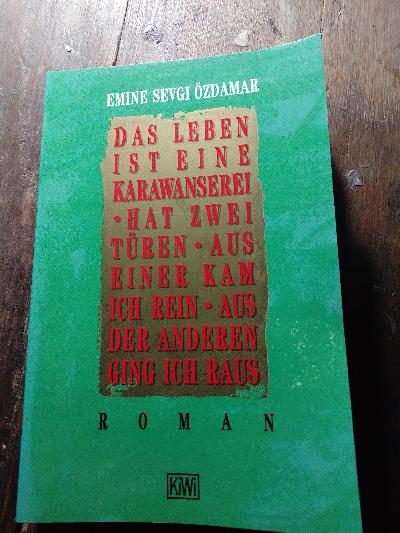 EMINE SEVGI ÖZDAMAR
DAS LEBEN
IST EINE
KARAWANSEREI
· HAT ZWEI
TÜREN · AUS
EINER KAM
ICH REIN · AUS
DER ANDEREN
GING ICH RAUS
ROMAN
KiWi